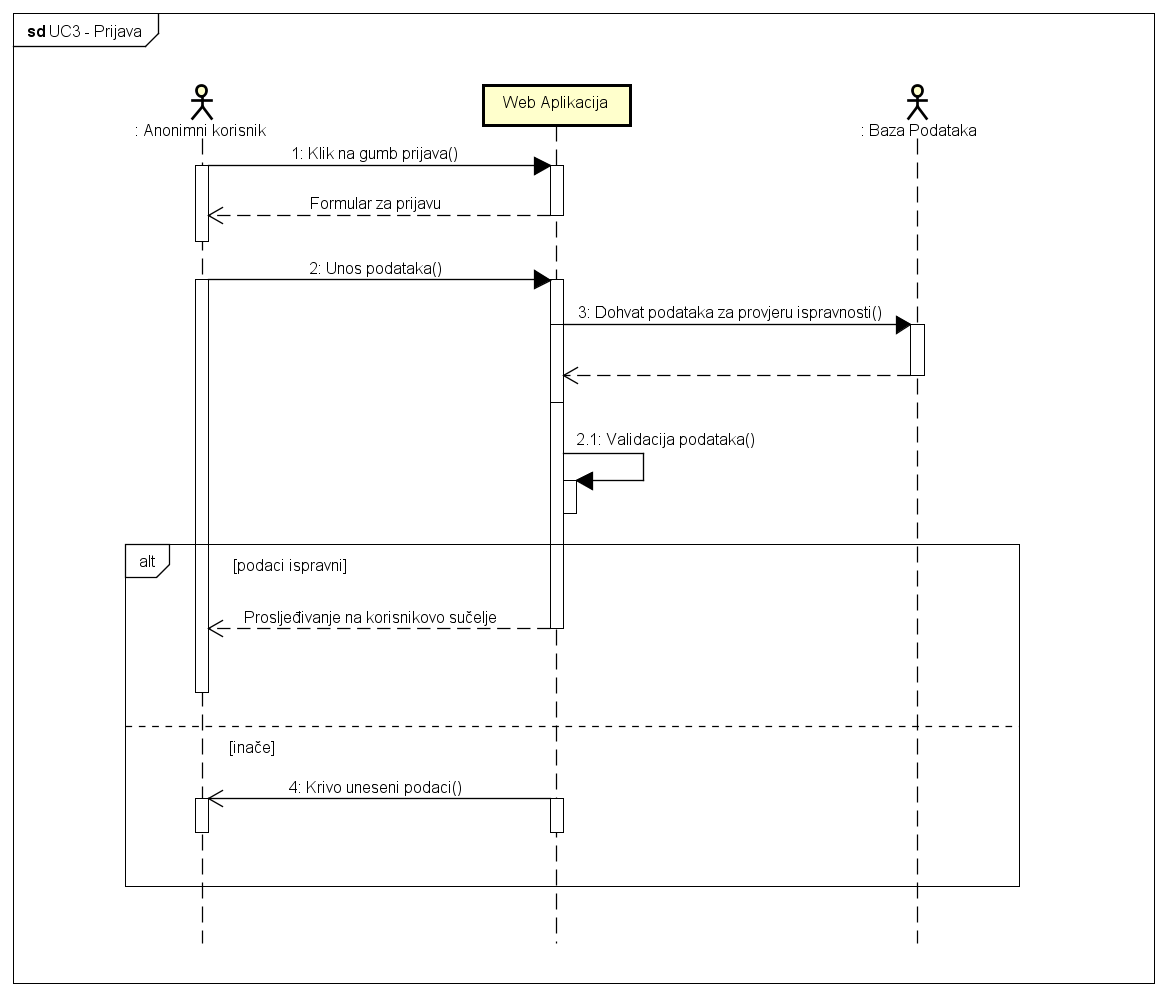 sd UC3 - Prijava
: Anonimni korisnik
Web Aplikacija
: Baza Podataka
1: Klik na gumb prijava()
Formular za prijavu
2: Unos podataka()
3: Dohvat podataka za provjeru ispravnosti()
2.1: Validacija podataka()
alt
[podaci ispravni]
Prosljeđivanje na korisnikovo sučelje
[inače]
4: Krivo uneseni podaci()